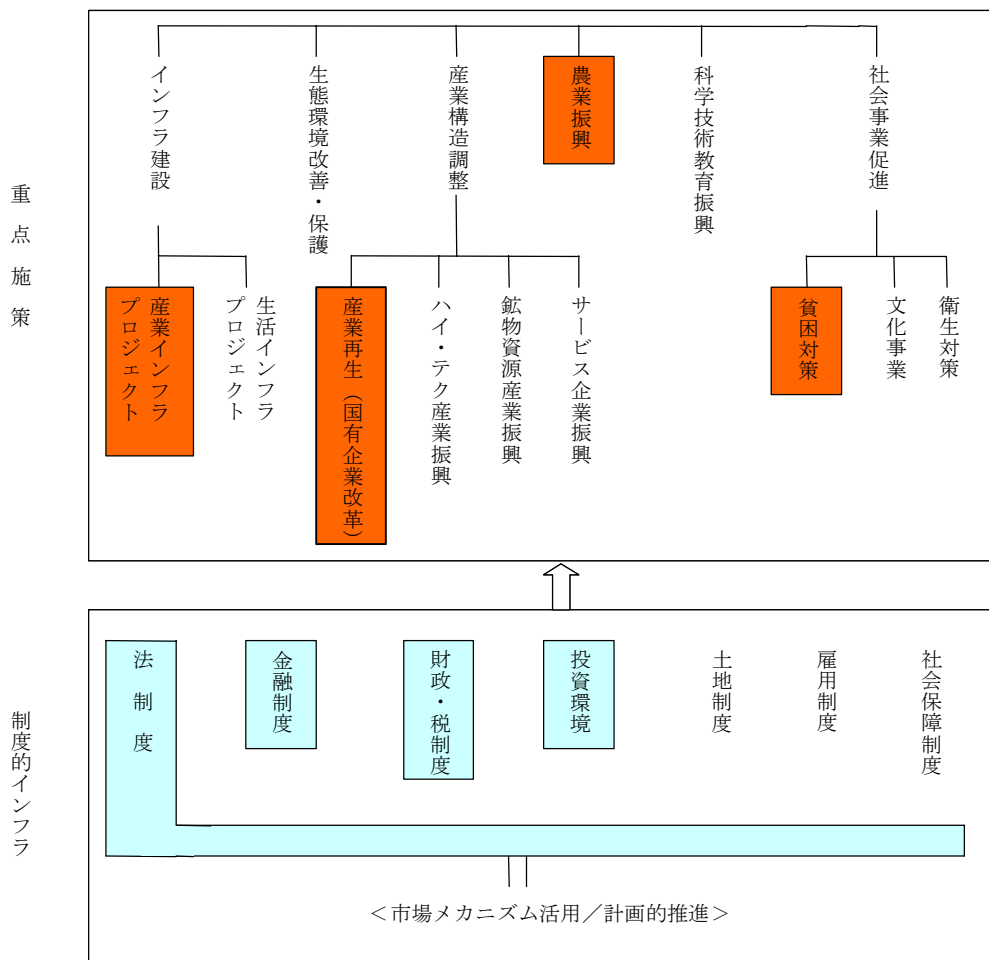 重点施策
インフラ建設
生態環境改善・保護
産業構造調整
農業振興
科学技術教育振興
社会事業促進
産業インフラ
プロジェクト
生活インフラ
プロジェクト
産業再生（国有企業改革）
ハイ・テク産業振興
鉱物資源産業振興
サービス企業振興
貧困対策
文化事業
衛生対策
制度的インフラ
法制度
金融制度
財政・税制度
投資環境
土地制度
雇用制度
社会保障制度
＜市場メカニズム活用／計画的推進＞